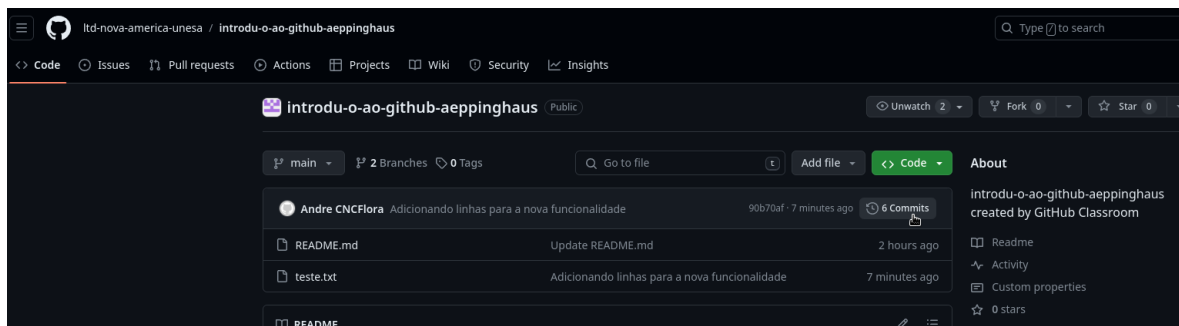 ltd-nova-america-unesa / introdu-o-ao-github-aeppinghaus
Type / to search
<> Code Issues Pull requests Actions Projects Wiki Security Insights
introdu-o-ao-github-aeppinghaus Public
Unwatch 2 Fork 0 Star 0
main 2 Branches 0 Tags Go to file t Add file <> Code
About
Andre CNCFlora Adicionando linhas para a nova funcionalidade 90b70af · 7 minutes ago 6 Commits
introdu-o-ao-github-aeppinghaus
created by GitHub Classroom
README.md Update README.md 2 hours ago
Readme
Activity
teste.txt Adicionando linhas para a nova funcionalidade 7 minutes ago
Custom properties
0 stars
README